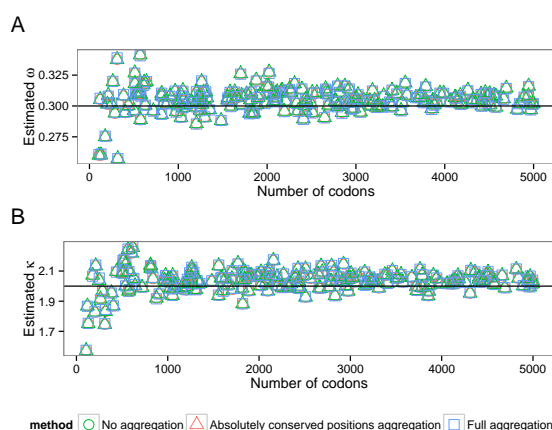 A
Estimated ω
0.325
0.300
0.275
0
1000
2000
3000
4000
5000
Number of codons
B
Estimated κ
2.1
1.9
1.7
0
1000
2000
3000
4000
5000
Number of codons
method No aggregation Absolutely conserved positions aggregation Full aggregation